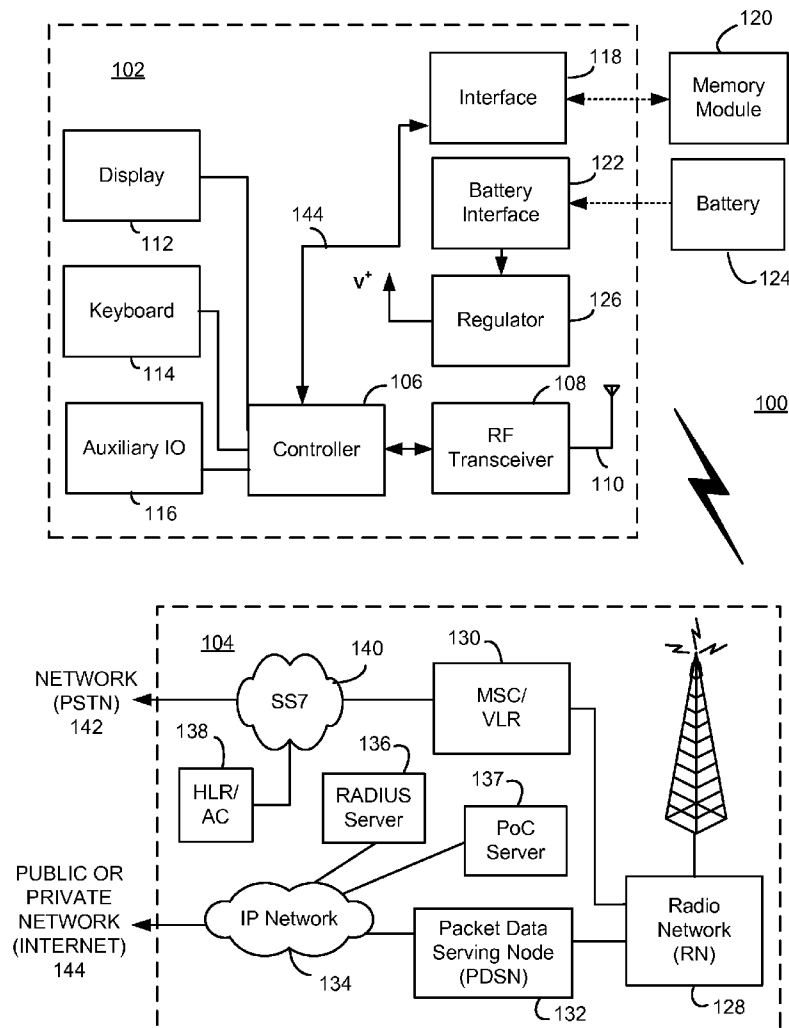 102
118
Interface
120
Memory
Module
Display
112
122
Battery
Interface
Battery
124
144
V+
Keyboard
114
Regulator
126
106
108
100
Auxiliary IO
116
Controller
RF
Transceiver
110
104
140
130
NETWORK
(PSTN)
142
SS7
MSC/
VLR
138
HLR/
AC
136
RADIUS
Server
137
PoC
Server
PUBLIC OR
PRIVATE
NETWORK
(INTERNET)
144
IP Network
134
Packet Data
Serving Node
(PDSN)
132
Radio
Network
(RN)
128